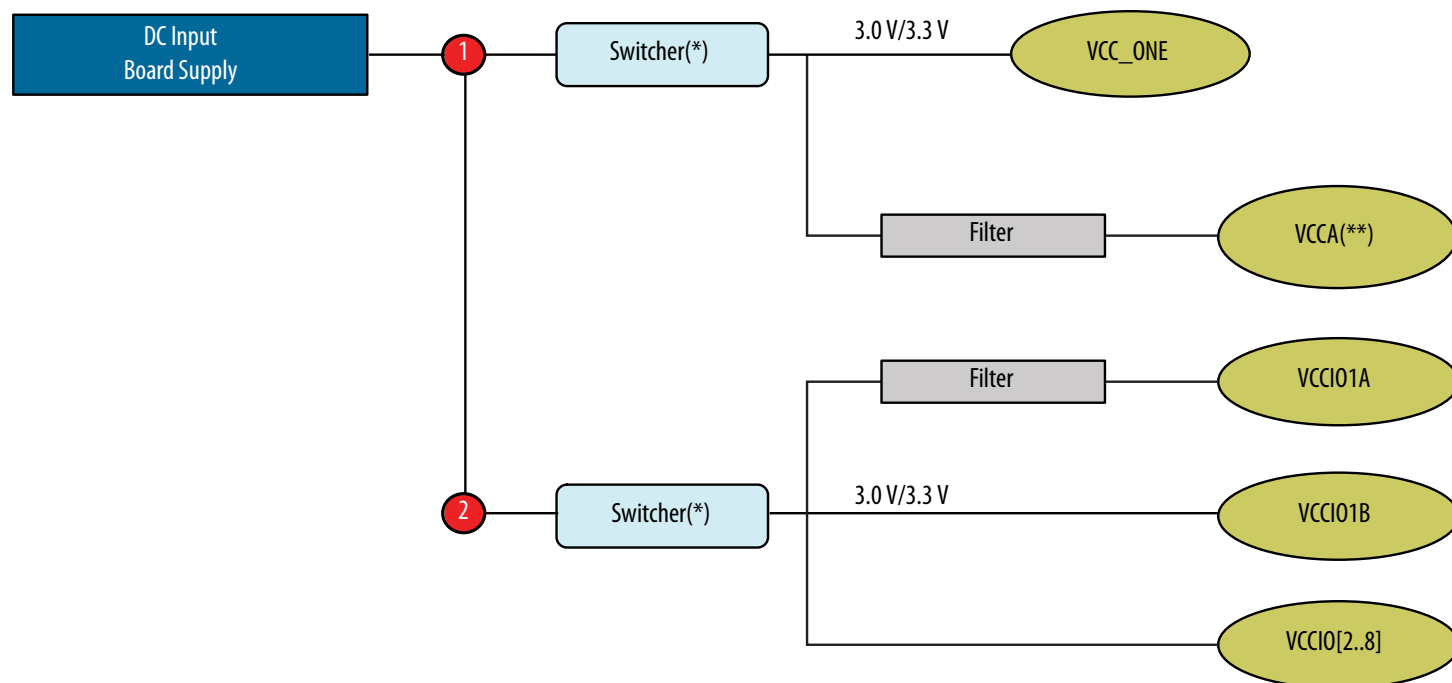 DC Input
Board Supply
1
Switcher(*)
3.0 V/3.3 V
VCC_ONE
Filter
VCCA(**)
Filter
VCCIO1A
2
Switcher(*)
3.0 V/3.3 V
VCCIO1B
VCCIO[2..8]